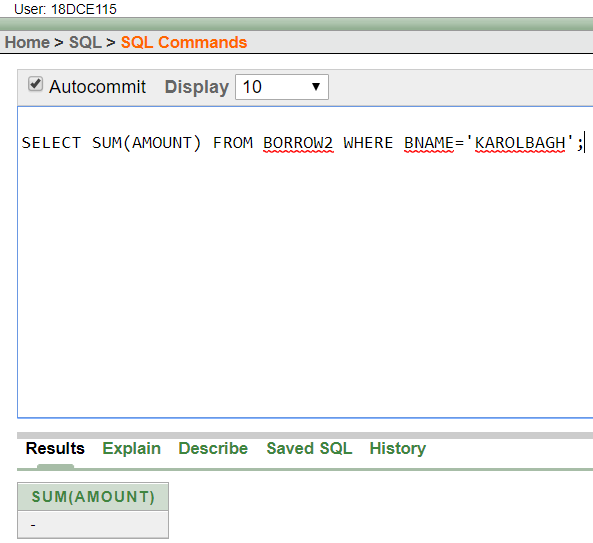 User: 18DCE115
Home > SQL > SQL Commands
Autocommit Display 10
SELECT SUM(AMOUNT) FROM BORROW2 WHERE BNAME='KAROLBAGH';
Results Explain Describe Saved SQL History
SUM(AMOUNT)
-